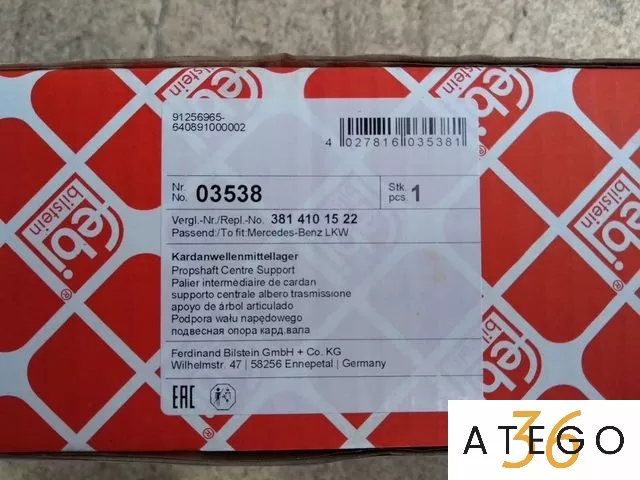 91256965-
640891000002
4 027816 035381
Nr.
No. 03538
Stk.
pcs. 1
Vergl.-Nr./Repl.-No. 381 410 15 22
Passend:/To fit:Mercedes-Benz LKW
Kardanwellenmittellager
Propshaft Centre Support
Palier intermédiaire de cardan
supporto centrale albero trasmissione
apoyo de árbol articulado
Podpora wału napędowego
подвесная опора кард.вала
Ferdinand Bilstein GmbH + Co. KG
Wilhelmstr. 47 | 58256 Ennepetal | Germany
EAC
febi
bilstein
®
febi
bilstein
®
febi
bilstein
®
36
ATEGO